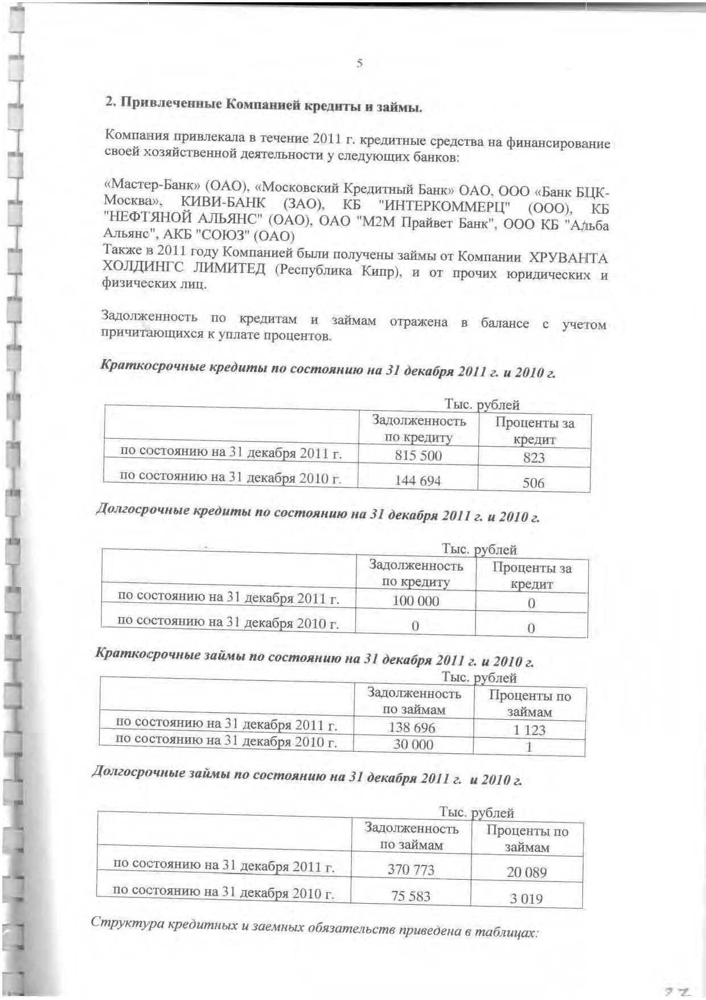 5
2. Привлеченные Компанией кредиты и займы.
Компания привлекала в течение 2011 г. кредитные средства на финансирование
своей хозяйственной деятельности у следующих банков:
«Мастер-Банк» (ОАО), «Московский Кредитный Банк» ОАО, ООО «Банк БЦК-
Москва», КИВИ-БАНК (ЗАО), КБ "ИНТЕРКОММЕРЦ" (ООО), КБ
"НЕФТЯНОЙ АЛЬЯНС" (ОАО), ОАО "М2М Прайвет Банк", ООО КБ "Альба
Альянс", АКБ "СОЮЗ" (ОАО)
Также в 2011 году Компанией были получены займы от Компании ХРУВАНТА
ХОЛДИНГС ЛИМИТЕД (Республика Кипр), и от прочих юридических и
физических лиц.
Задолженность по кредитам и займам отражена в балансе с учетом
причитающихся к уплате процентов.
Краткосрочные кредиты по состоянию на 31 декабря 2011 г. и 2010 г.
Тыс. рублей
Задолженность Проценты за
по кредиту кредит
по состоянию на 31 декабря 2011 г. 815 500 823
по состоянию на 31 декабря 2010 г. 144 694 506
Долгосрочные кредиты по состоянию на 31 декабря 2011 г. и 2010 г.
Тыс. рублей
Задолженность Проценты за
по кредиту кредит
по состоянию на 31 декабря 2011 г. 100 000 0
по состоянию на 31 декабря 2010 г. 0 0
Краткосрочные займы по состоянию на 31 декабря 2011 г. и 2010 г.
Тыс. рублей
Задолженность Проценты по
по займам займам
по состоянию на 31 декабря 2011 г. 138 696 1 123
по состоянию на 31 декабря 2010 г. 30 000 1
Долгосрочные займы по состоянию на 31 декабря 2011 г. и 2010 г.
Тыс. рублей
Задолженность Проценты по
по займам займам
по состоянию на 31 декабря 2011 г. 370 773 20 089
по состоянию на 31 декабря 2010 г. 75 583 3 019
Структура кредитных и заемных обязательств приведена в таблицах: